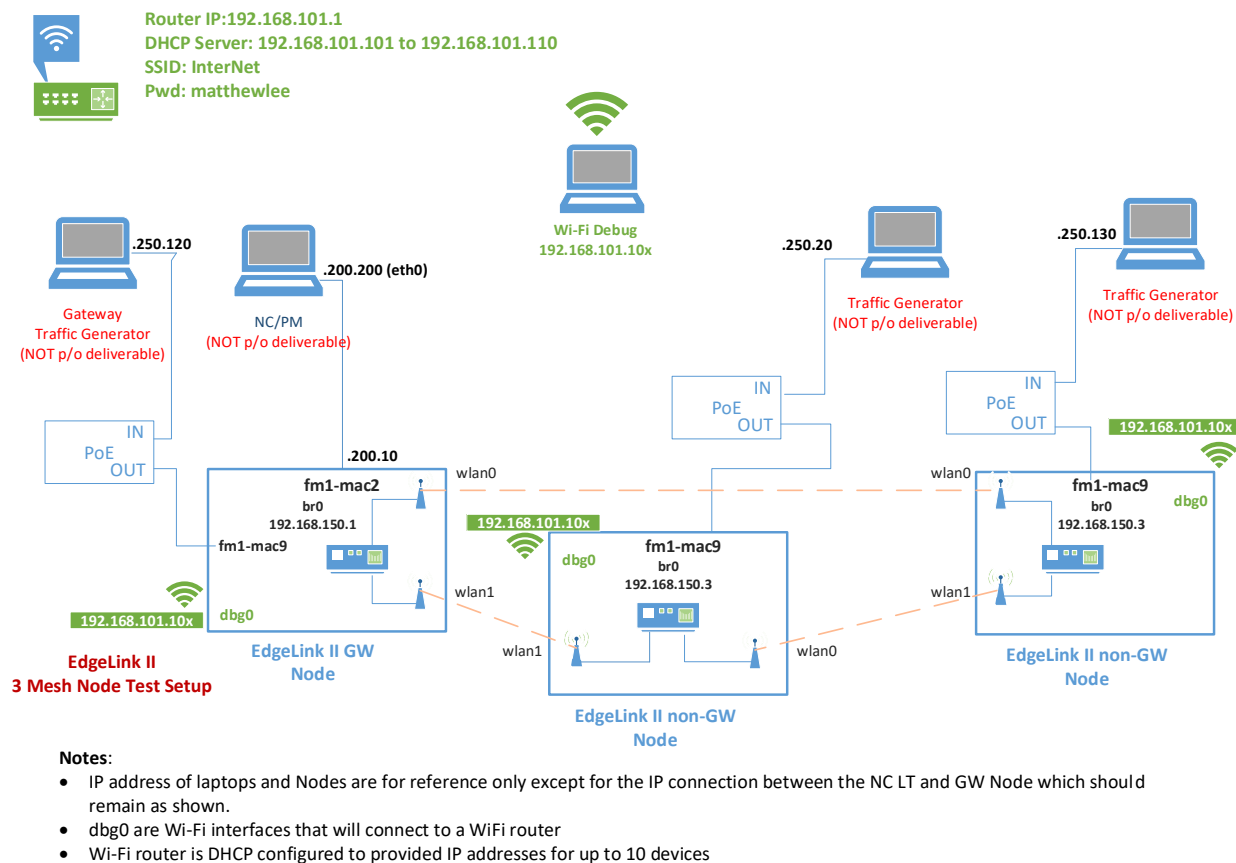 Router IP:192.168.101.1
DHCP Server: 192.168.101.101 to 192.168.101.110
SSID: InterNet
Pwd: matthewlee
Wi-Fi Debug
192.168.101.10x
.250.120
.200.200 (eth0)
.250.20
.250.130
Gateway
Traffic Generator
(NOT p/o deliverable)
NC/PM
(NOT p/o deliverable)
Traffic Generator
(NOT p/o deliverable)
Traffic Generator
(NOT p/o deliverable)
IN
PoE
OUT
IN
PoE
OUT
IN
PoE
OUT
192.168.101.10x
.200.10
fm1-mac2
br0
192.168.150.1
fm1-mac9
dbg0
192.168.101.10x
wlan0
wlan1
EdgeLink II GW
Node
192.168.101.10x
dbg0
fm1-mac9
br0
192.168.150.3
wlan1
wlan0
EdgeLink II non-GW
Node
wlan0
wlan1
fm1-mac9
dbg0
br0
192.168.150.3
EdgeLink II non-GW
Node
EdgeLink II
3 Mesh Node Test Setup
Notes:
• IP address of laptops and Nodes are for reference only except for the IP connection between the NC LT and GW Node which should
remain as shown.
• dbg0 are Wi-Fi interfaces that will connect to a WiFi router
• Wi-Fi router is DHCP configured to provided IP addresses for up to 10 devices